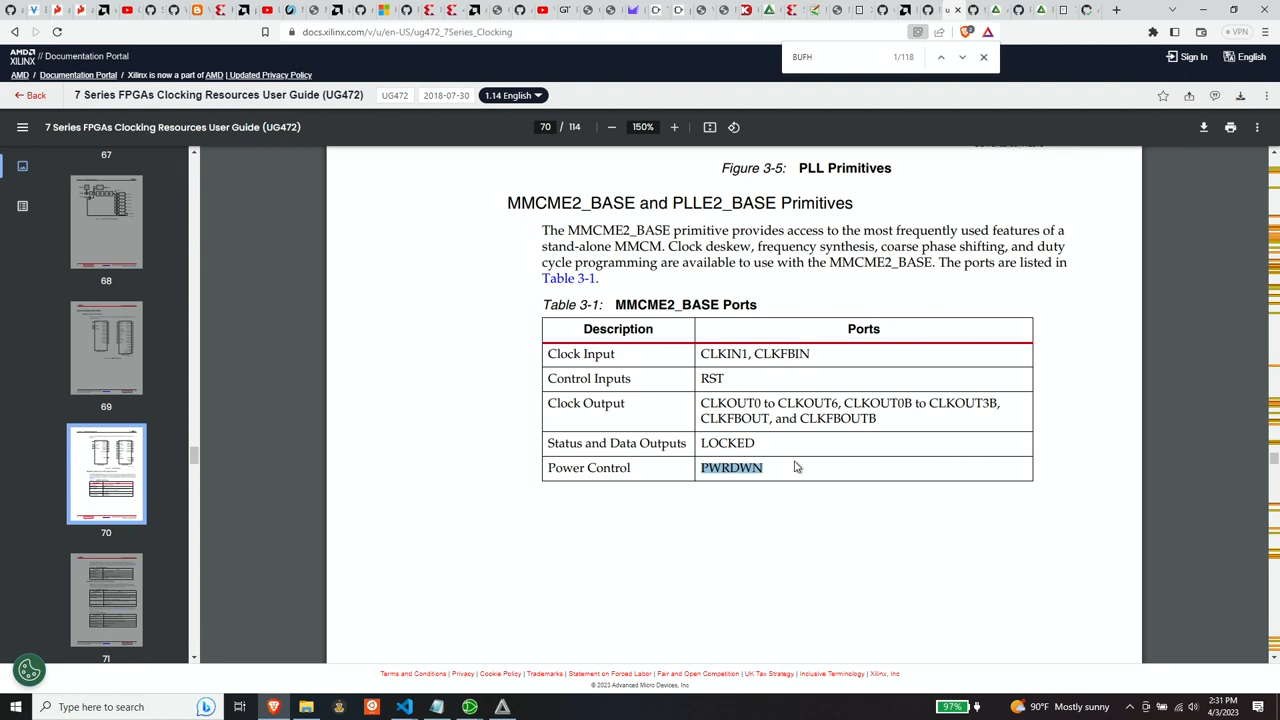 docs.xilinx.com/v/u/en-US/ug472_7Series_Clocking
VPN
BUFH
1/118
AMD
XILINX
// Documentation Portal
Sign In
English
AMD / Documentation Portal / Xilinx is now a part of AMD | Updated Privacy Policy
Back
7 Series FPGAs Clocking Resources User Guide (UG472)
UG472
2018-07-30
1.14 English
7 Series FPGAs Clocking Resources User Guide (UG472)
70 / 114
150%
67
68
69
70
71
Figure 3-5: PLL Primitives
MMCME2_BASE and PLLE2_BASE Primitives
The MMCME2_BASE primitive provides access to the most frequently used features of a
stand-alone MMCM. Clock deskew, frequency synthesis, coarse phase shifting, and duty
cycle programming are available to use with the MMCME2_BASE. The ports are listed in
Table 3-1.
Table 3-1: MMCME2_BASE Ports
Description Ports
Clock Input CLKIN1, CLKFBIN
Control Inputs RST
Clock Output CLKOUT0 to CLKOUT6, CLKOUT0B to CLKOUT3B,
CLKFBOUT, and CLKFBOUTB
Status and Data Outputs LOCKED
Power Control PWRDWN
Terms and Conditions | Privacy | Cookie Policy | Trademarks | Statement on Forced Labor | Fair and Open Competition | UK Tax Strategy | Inclusive Terminology | Xilinx, Inc
© 2023 Advanced Micro Devices, Inc
Type here to search
97%
90°F Mostly sunny
2:31 PM
4/3/2023